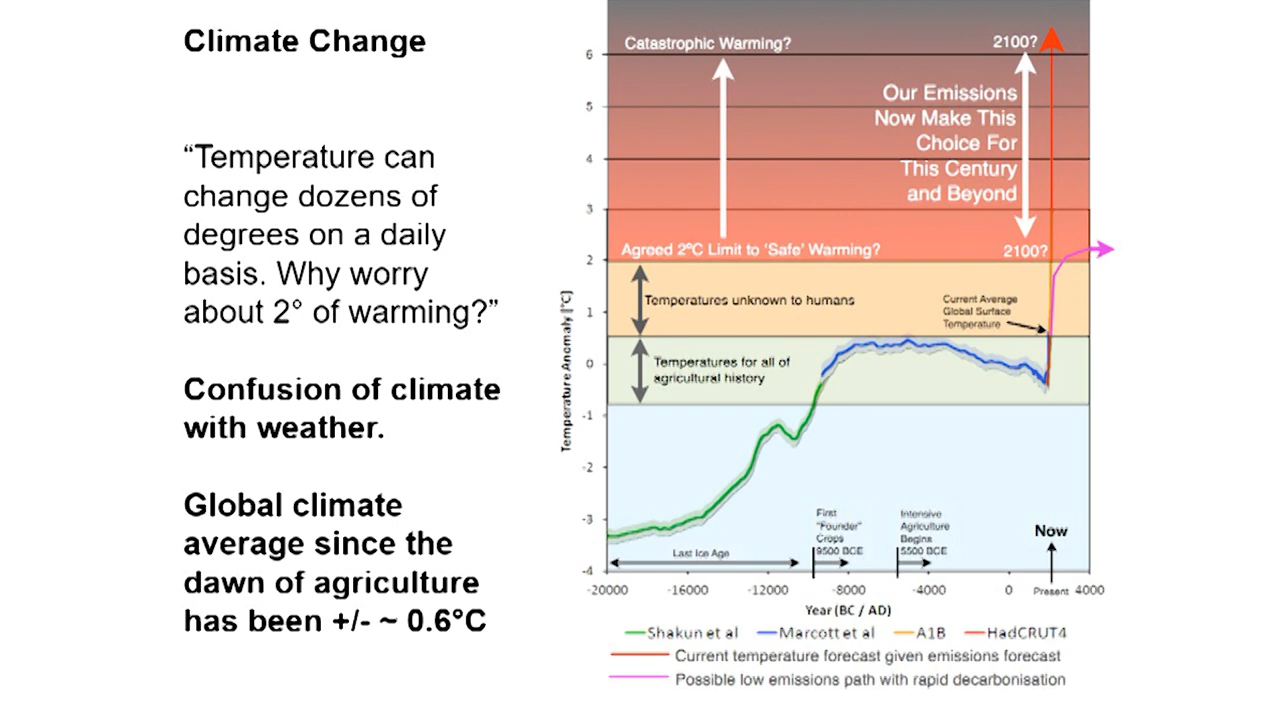 Climate Change
“Temperature can
change dozens of
degrees on a daily
basis. Why worry
about 2° of warming?”
Confusion of climate
with weather.
Global climate
average since the
dawn of agriculture
has been +/- ~ 0.6°C
Catastrophic Warming?
2100?
Our Emissions
Now Make This
Choice For
This Century
and Beyond
Agreed 2ºC Limit to ‘Safe’ Warming?
2100?
Temperatures unknown to humans
Current Average
Global Surface
Temperature
Temperatures for all of
agricultural history
First
"Founder"
Crops
9500 BCE
Intensive
Agriculture
Begins
5500 BCE
Now
Last Ice Age
Temperature Anomaly [°C]
6
5
4
3
2
1
0
-1
-2
-3
-4
-20000 -16000 -12000 -8000 -4000 0 Present 4000
Year (BC / AD)
Shakun et al Marcott et al A1B HadCRUT4
Current temperature forecast given emissions forecast
Possible low emissions path with rapid decarbonisation